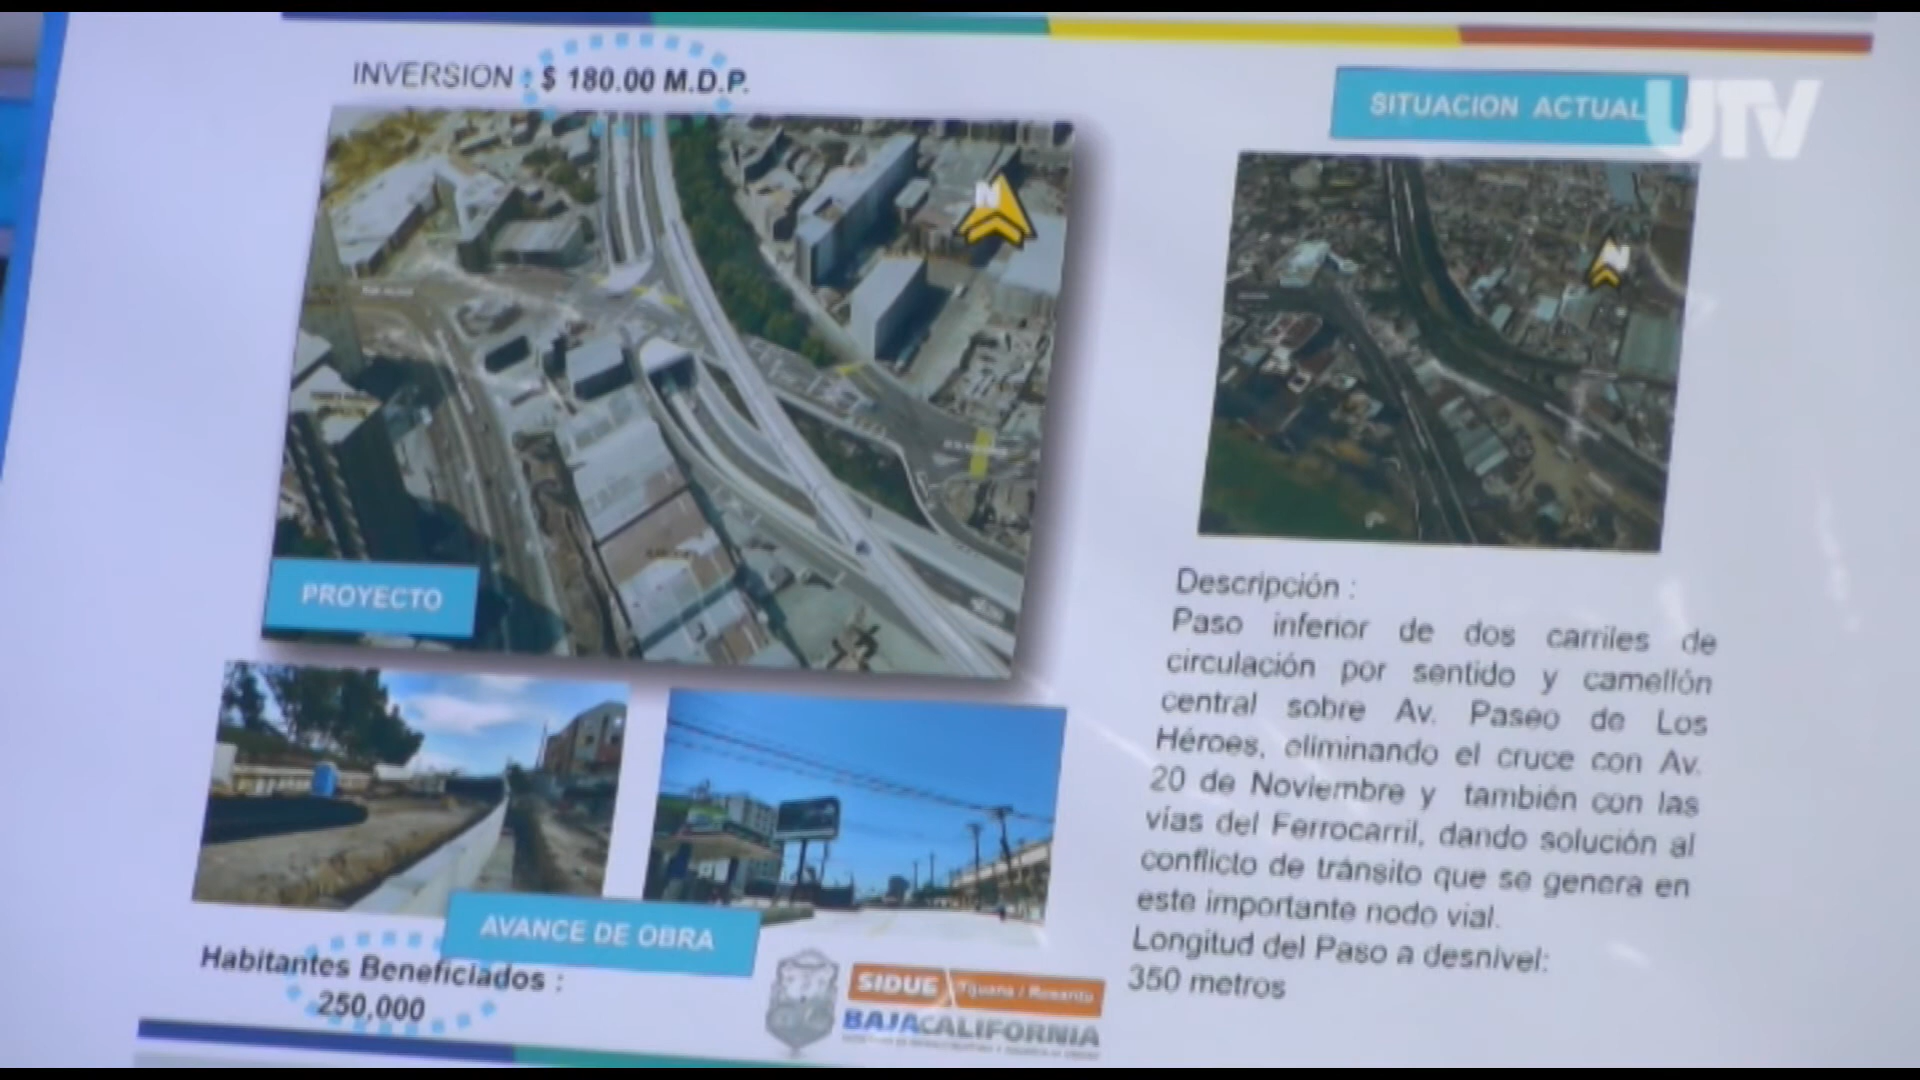 INVERSION : $ 180.00 M.D.P.
SITUACION ACTUAL
UTV
N
N
PROYECTO
Descripción :
Paso inferior de dos carriles de
circulación por sentido y camellón
central sobre Av. Paseo de Los
Héroes, eliminando el cruce con Av.
20 de Noviembre y también con las
vías del Ferrocarril, dando solución al
conflicto de tránsito que se genera en
este importante nodo vial.
Longitud del Paso a desnivel:
350 metros
AVANCE DE OBRA
Habitantes Beneficiados :
250,000
SIDUE Tijuana / Rosarito
BAJACALIFORNIA